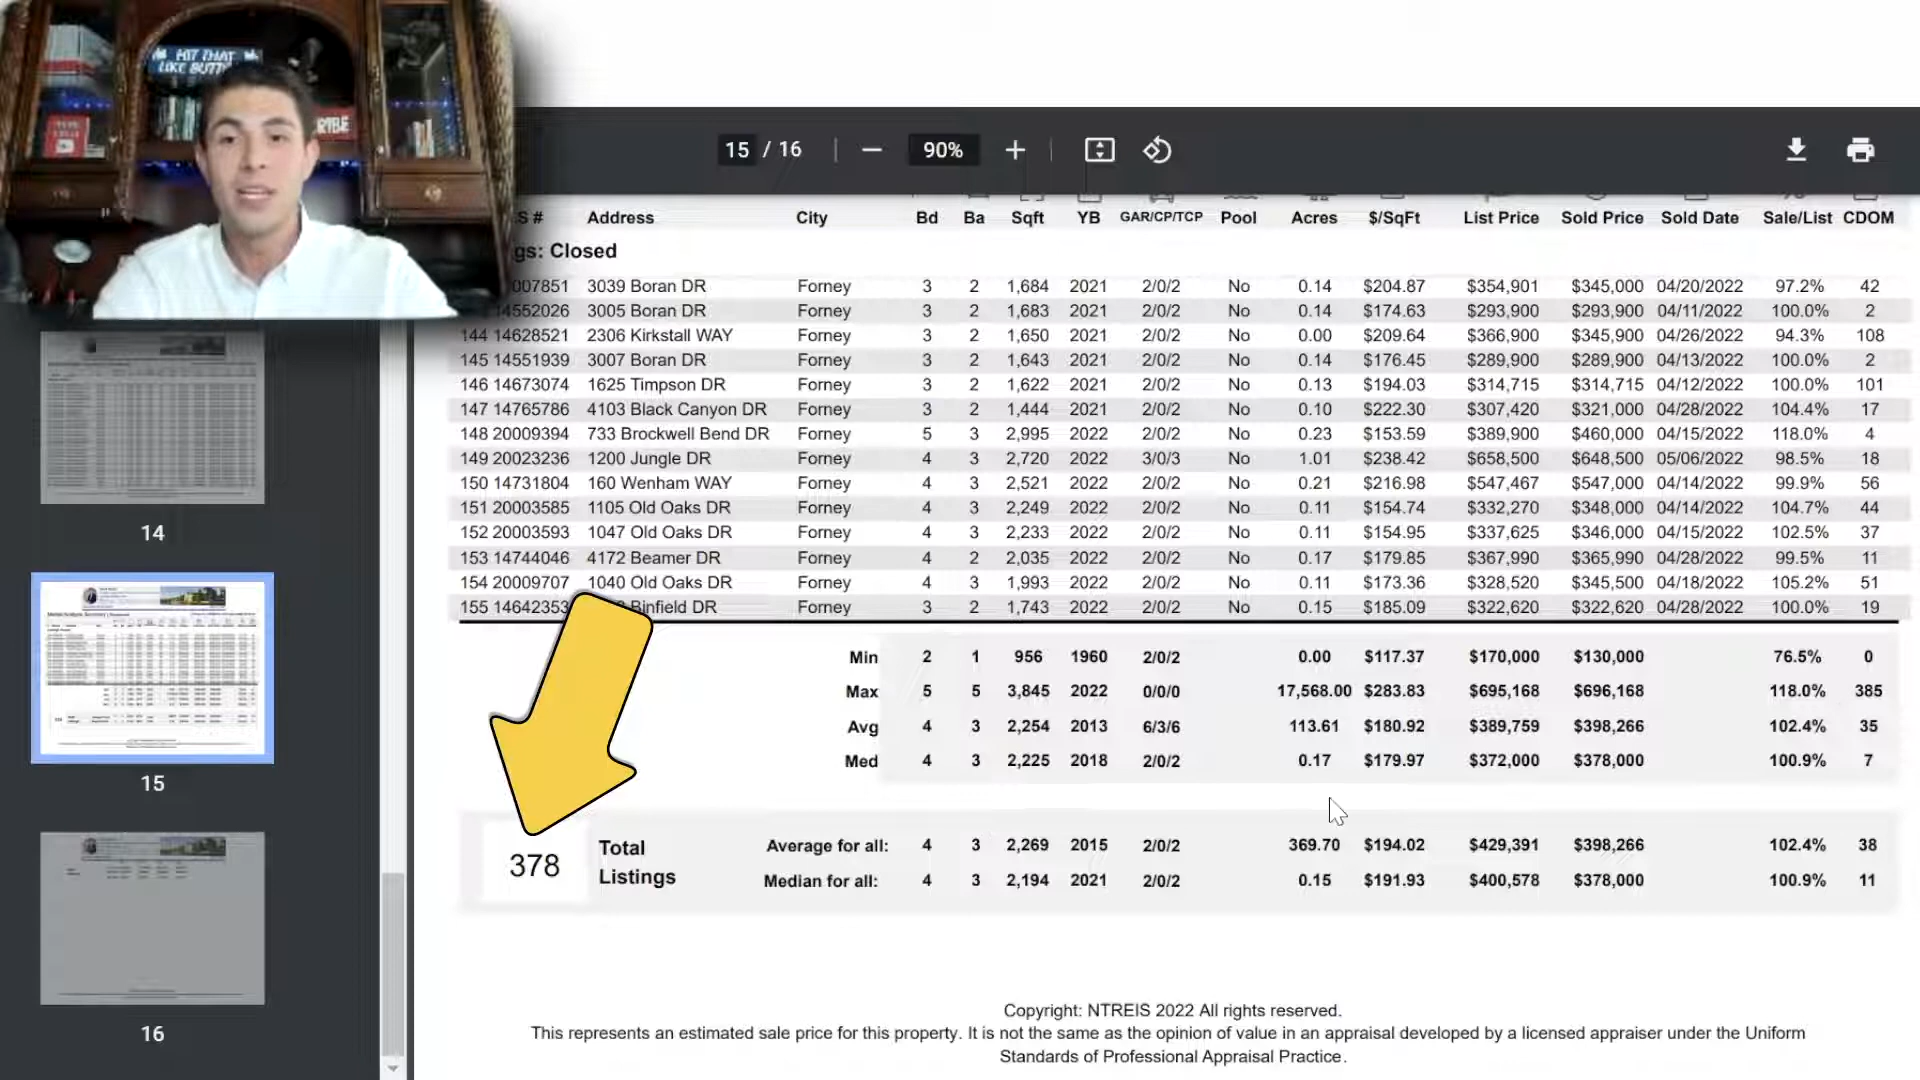 HIT THAT
LIKE BUTTO
RIBE
15 / 16
90%
S # Address City Bd Ba Sqft YB GAR/CP/TCP Pool Acres $/SqFt List Price Sold Price Sold Date Sale/List CDOM
gs: Closed
007851 3039 Boran DR Forney 3 2 1,684 2021 2/0/2 No 0.14 $204.87 $354,901 $345,000 04/20/2022 97.2% 42
14552026 3005 Boran DR Forney 3 2 1,683 2021 2/0/2 No 0.14 $174.63 $293,900 $293,900 04/11/2022 100.0% 2
144 14628521 2306 Kirkstall WAY Forney 3 2 1,650 2021 2/0/2 No 0.00 $209.64 $366,900 $345,900 04/26/2022 94.3% 108
145 14551939 3007 Boran DR Forney 3 2 1,643 2021 2/0/2 No 0.14 $176.45 $289,900 $289,900 04/13/2022 100.0% 2
146 14673074 1625 Timpson DR Forney 3 2 1,622 2021 2/0/2 No 0.13 $194.03 $314,715 $314,715 04/12/2022 100.0% 101
147 14765786 4103 Black Canyon DR Forney 3 2 1,444 2021 2/0/2 No 0.10 $222.30 $307,420 $321,000 04/28/2022 104.4% 17
148 20009394 733 Brockwell Bend DR Forney 5 3 2,995 2022 2/0/2 No 0.23 $153.59 $389,900 $460,000 04/15/2022 118.0% 4
149 20023236 1200 Jungle DR Forney 4 3 2,720 2022 3/0/3 No 1.01 $238.42 $658,500 $648,500 05/06/2022 98.5% 18
150 14731804 160 Wenham WAY Forney 4 3 2,521 2022 2/0/2 No 0.21 $216.98 $547,467 $547,000 04/14/2022 99.9% 56
151 20003585 1105 Old Oaks DR Forney 4 3 2,249 2022 2/0/2 No 0.11 $154.74 $332,270 $348,000 04/14/2022 104.7% 44
152 20003593 1047 Old Oaks DR Forney 4 3 2,233 2022 2/0/2 No 0.11 $154.95 $337,625 $346,000 04/15/2022 102.5% 37
153 14744046 4172 Beamer DR Forney 4 2 2,035 2022 2/0/2 No 0.17 $179.85 $367,990 $365,990 04/28/2022 99.5% 11
154 20009707 1040 Old Oaks DR Forney 4 3 1,993 2022 2/0/2 No 0.11 $173.36 $328,520 $345,500 04/18/2022 105.2% 51
155 14642353 Binfield DR Forney 3 2 1,743 2022 2/0/2 No 0.15 $185.09 $322,620 $322,620 04/28/2022 100.0% 19
Min 2 1 956 1960 2/0/2 0.00 $117.37 $170,000 $130,000 76.5% 0
Max 5 5 3,845 2022 0/0/0 17,568.00 $283.83 $695,168 $696,168 118.0% 385
Avg 4 3 2,254 2013 6/3/6 113.61 $180.92 $389,759 $398,266 102.4% 35
Med 4 3 2,225 2018 2/0/2 0.17 $179.97 $372,000 $378,000 100.9% 7
378 Total Listings
Average for all: 4 3 2,269 2015 2/0/2 369.70 $194.02 $429,391 $398,266 102.4% 38
Median for all: 4 3 2,194 2021 2/0/2 0.15 $191.93 $400,578 $378,000 100.9% 11
Copyright: NTREIS 2022 All rights reserved.
This represents an estimated sale price for this property. It is not the same as the opinion of value in an appraisal developed by a licensed appraiser under the Uniform
Standards of Professional Appraisal Practice.
14
15
16